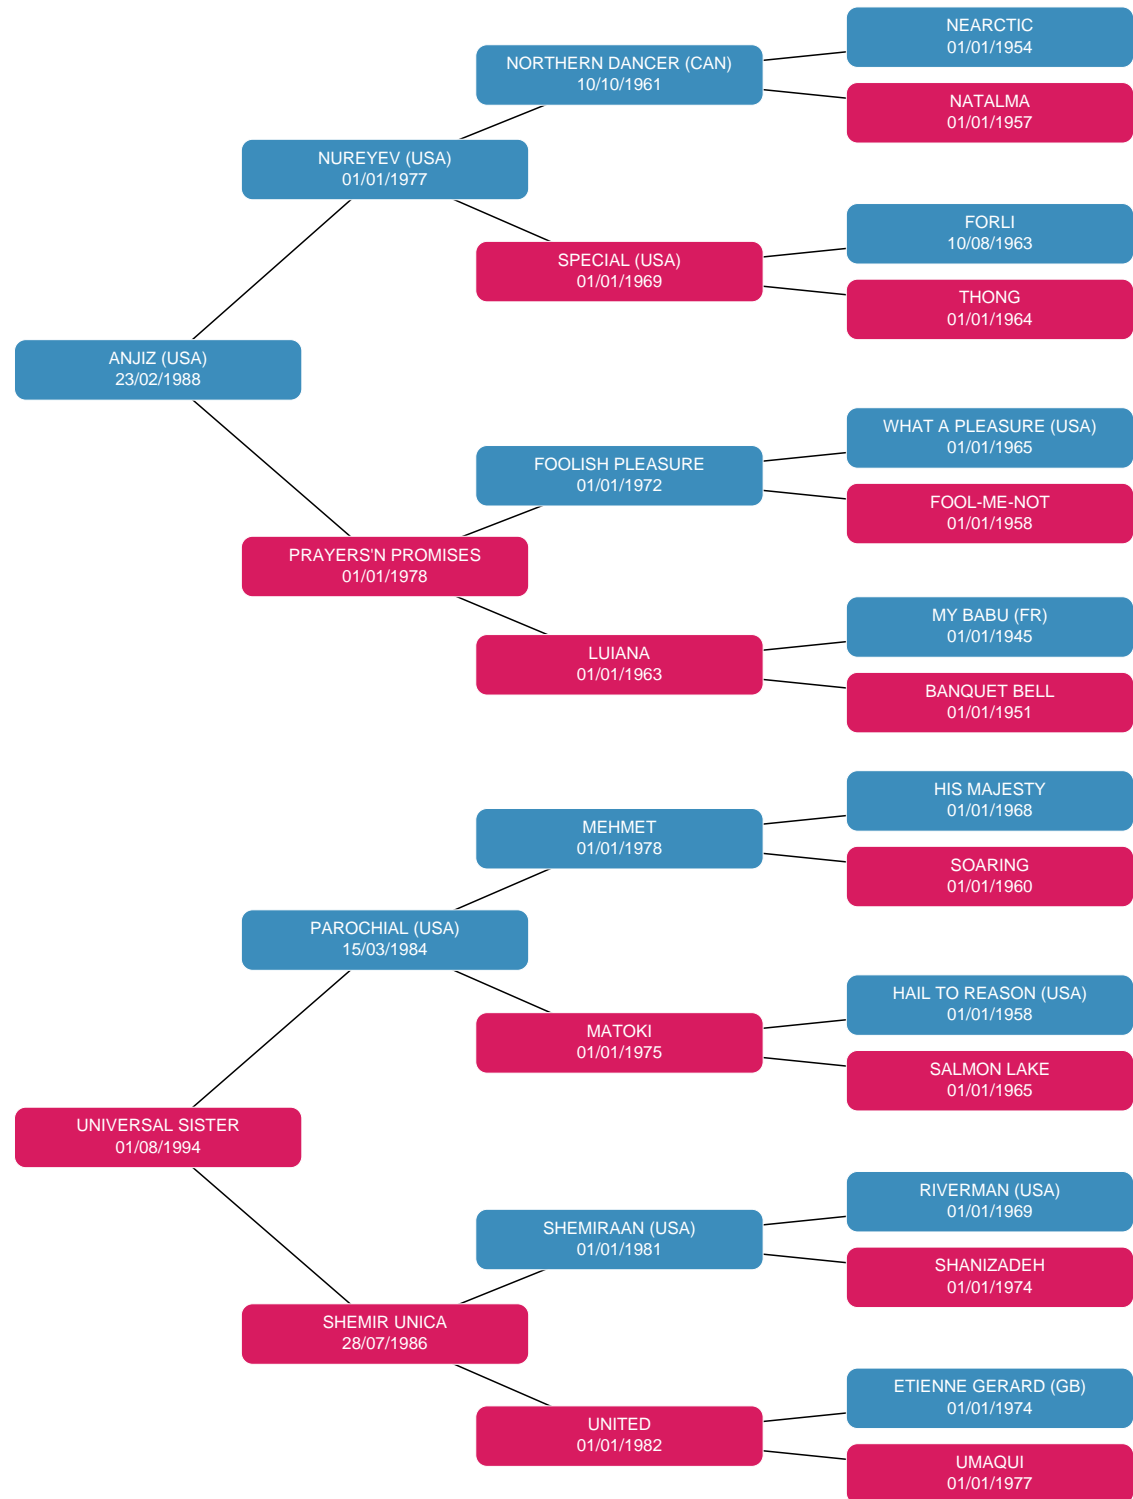 NEARCTIC
01/01/1954
NORTHERN DANCER (CAN)
10/10/1961
NATALMA
01/01/1957
NUREYEV (USA)
01/01/1977
FORLI
10/08/1963
SPECIAL (USA)
01/01/1969
THONG
01/01/1964
ANJIZ (USA)
23/02/1988
WHAT A PLEASURE (USA)
01/01/1965
FOOLISH PLEASURE
01/01/1972
FOOL-ME-NOT
01/01/1958
PRAYERS'N PROMISES
01/01/1978
MY BABU (FR)
01/01/1945
LUIANA
01/01/1963
BANQUET BELL
01/01/1951
HIS MAJESTY
01/01/1968
MEHMET
01/01/1978
SOARING
01/01/1960
PAROCHIAL (USA)
15/03/1984
HAIL TO REASON (USA)
01/01/1958
MATOKI
01/01/1975
SALMON LAKE
01/01/1965
UNIVERSAL SISTER
01/08/1994
RIVERMAN (USA)
01/01/1969
SHEMIRAAN (USA)
01/01/1981
SHANIZADEH
01/01/1974
SHEMIR UNICA
28/07/1986
ETIENNE GERARD (GB)
01/01/1974
UNITED
01/01/1982
UMAQUI
01/01/1977